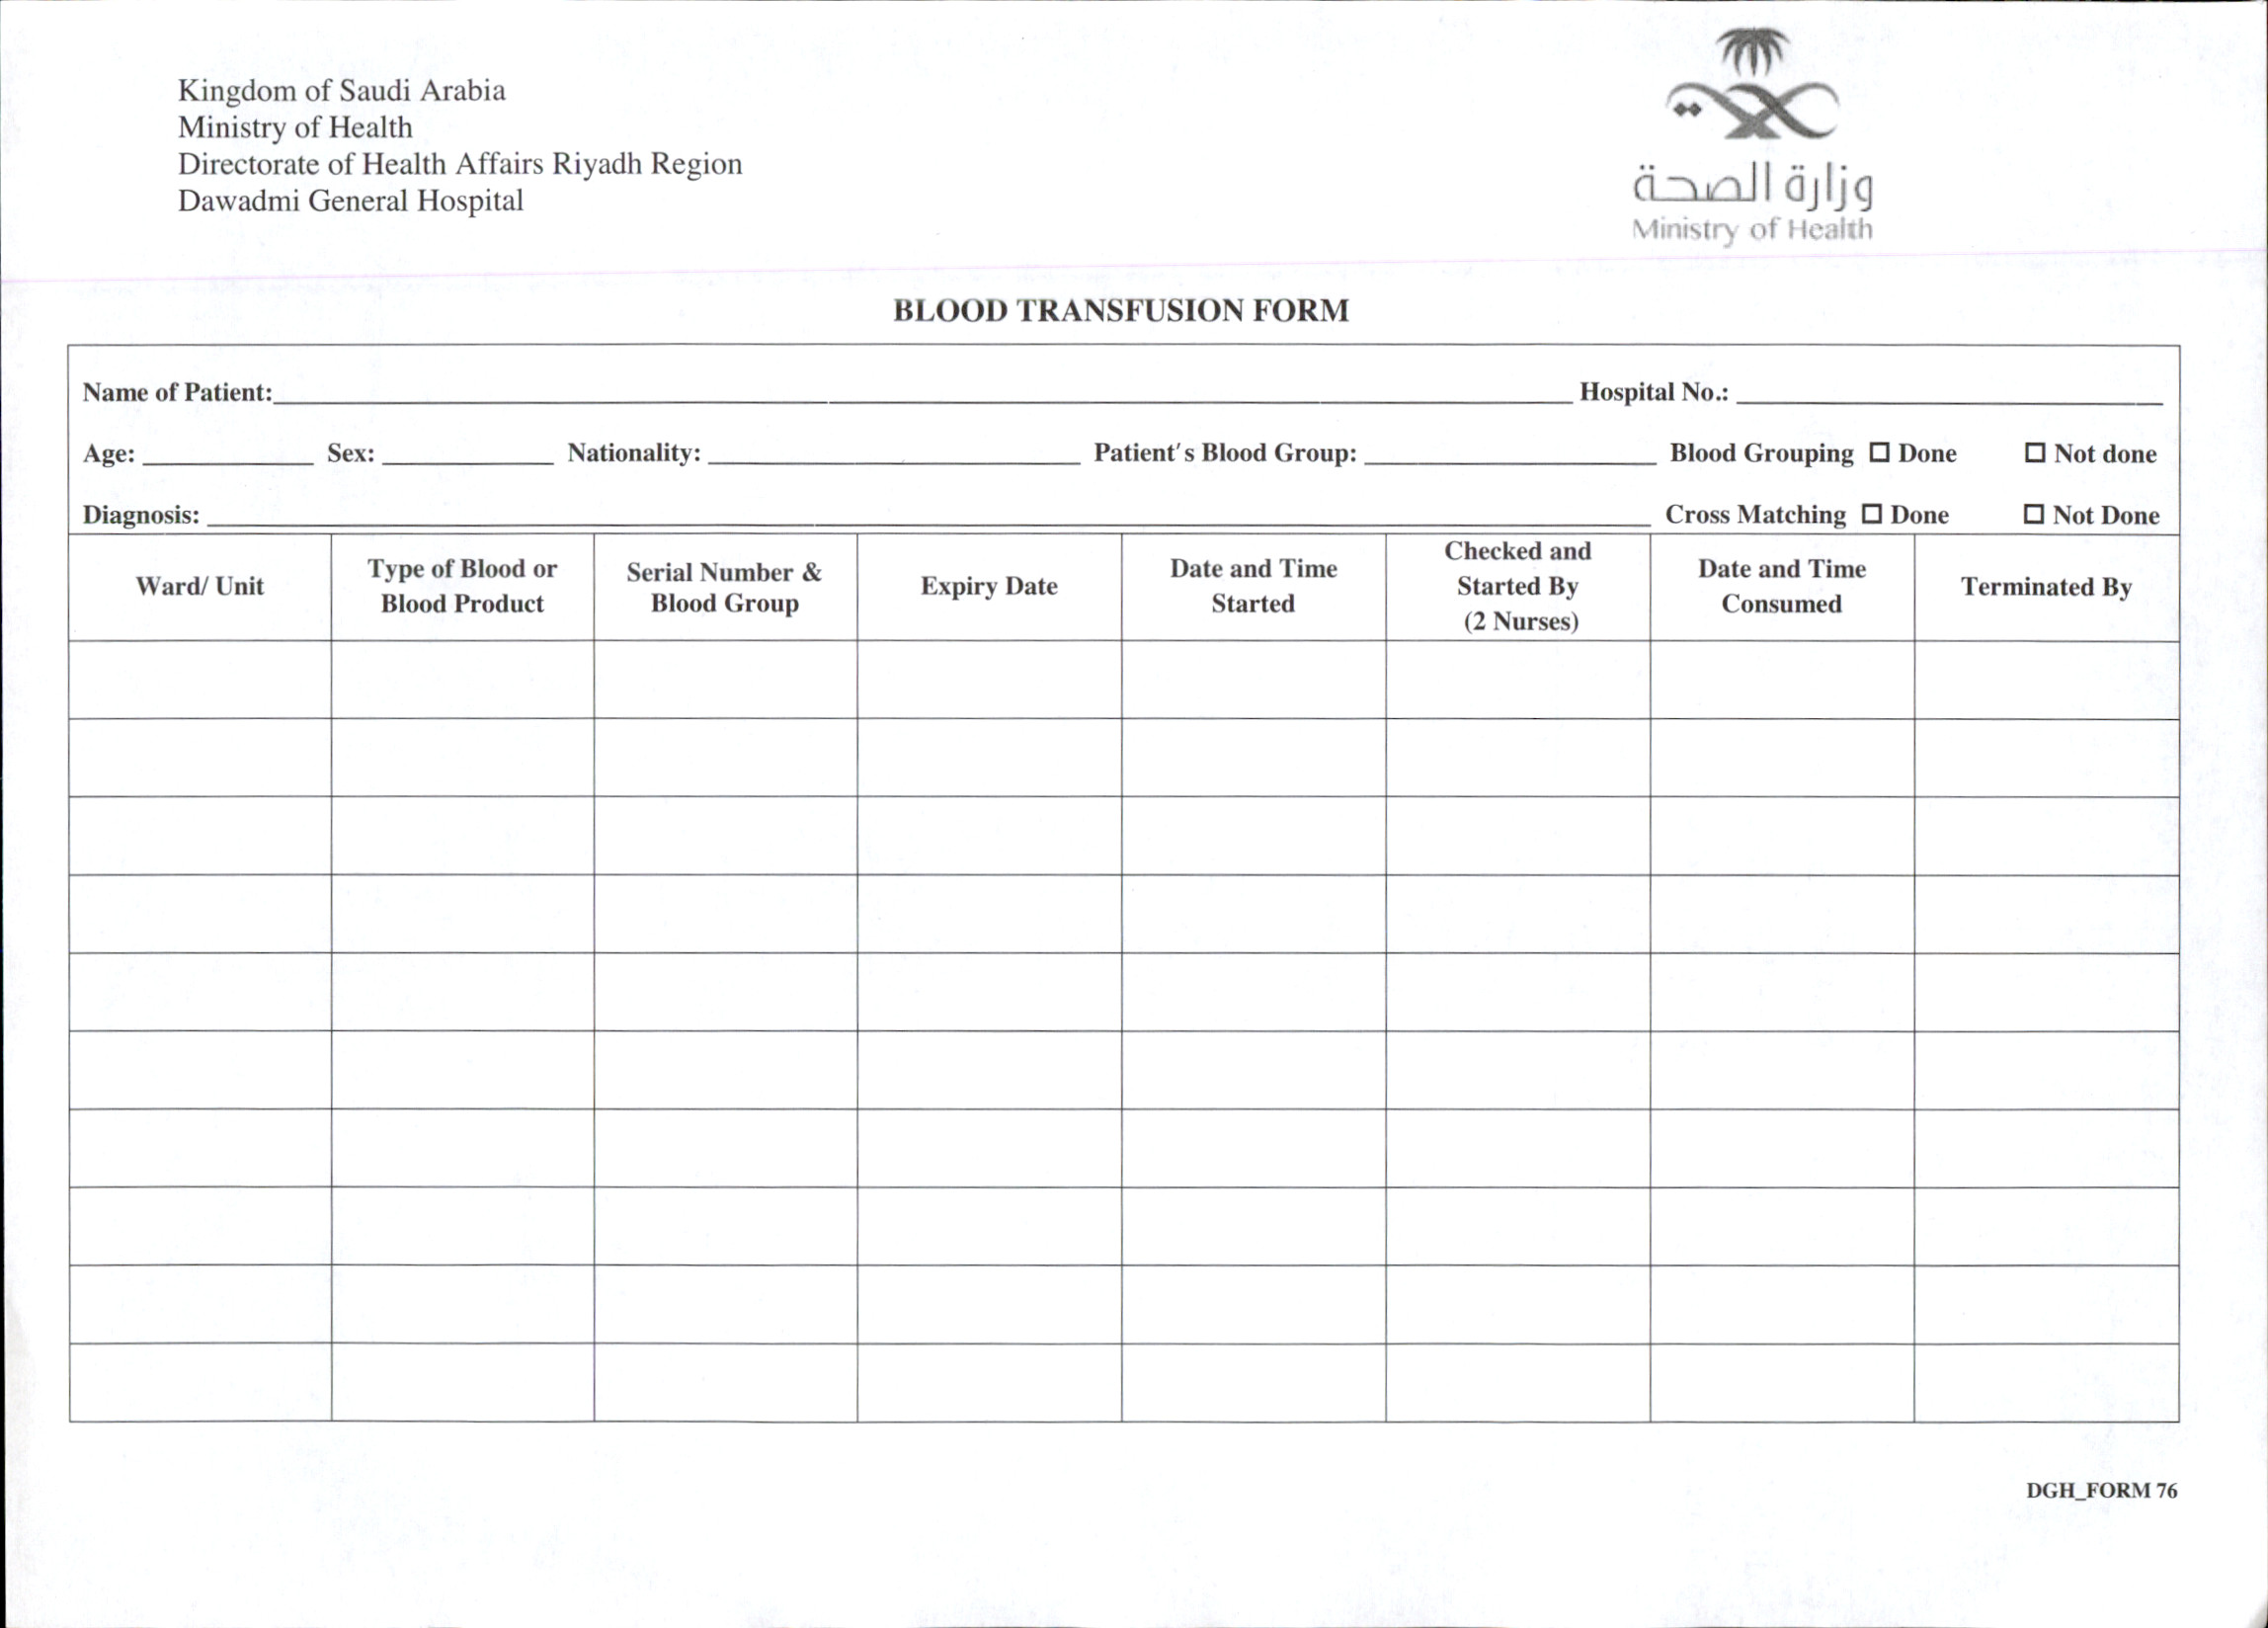 Kingdom of Saudi Arabia
Ministry of Health
Directorate of Health Affairs Riyadh Region
Dawadmi General Hospital
وزارة الصحة
Ministry of Health
BLOOD TRANSFUSION FORM
Name of Patient: Hospital No.:
Age: Sex: Nationality: Patient's Blood Group: Blood Grouping ☐ Done ☐ Not done
Diagnosis: Cross Matching ☐ Done ☐ Not Done
Ward/ Unit
Type of Blood or
Blood Product
Serial Number &
Blood Group
Expiry Date
Date and Time
Started
Checked and
Started By
(2 Nurses)
Date and Time
Consumed
Terminated By
DGH_FORM 76